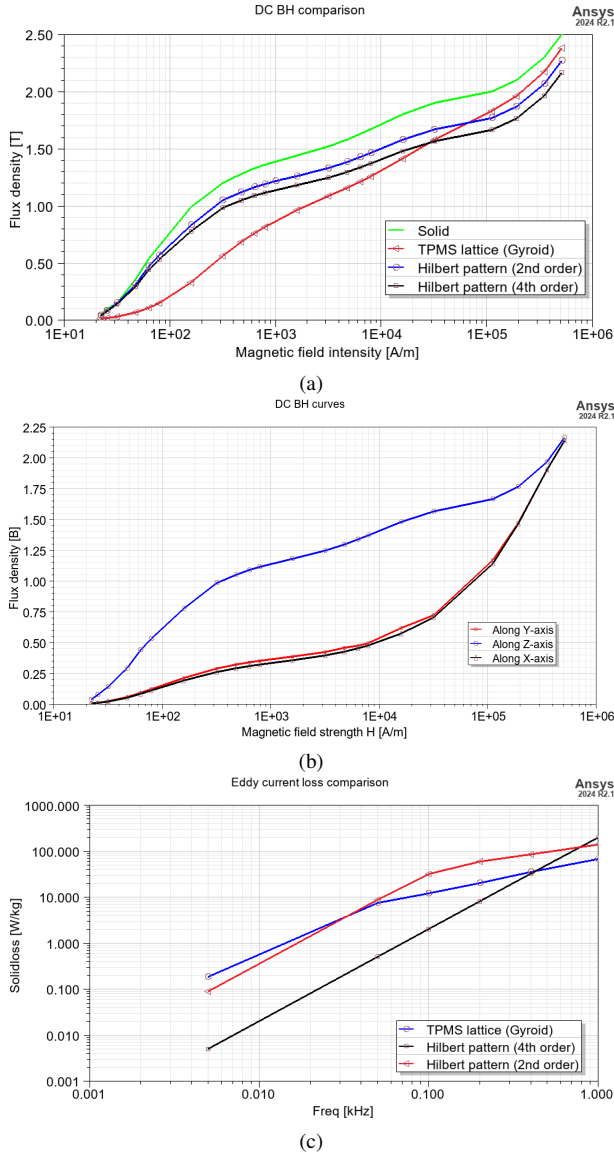 DC BH comparison
Ansys
2024 R2.1
2.50
2.00
1.50
1.00
0.50
0.00
Flux density [T]
Solid
TPMS lattice (Gyroid)
Hilbert pattern (2nd order)
Hilbert pattern (4th order)
1E+01 1E+02 1E+03 1E+04 1E+05 1E+06
Magnetic field intensity [A/m]
(a)
DC BH curves
Ansys
2024 R2.1
2.25
2.00
1.75
1.50
1.25
1.00
0.75
0.50
0.25
0.00
Flux density [B]
Along Y-axis
Along Z-axis
Along X-axis
1E+01 1E+02 1E+03 1E+04 1E+05 1E+06
Magnetic field strength H [A/m]
(b)
Eddy current loss comparison
Ansys
2024 R2.1
1000.000
100.000
10.000
1.000
0.100
0.010
0.001
Solidloss [W/kg]
TPMS lattice (Gyroid)
Hilbert pattern (4th order)
Hilbert pattern (2nd order)
0.001 0.010 0.100 1.000
Freq [kHz]
(c)